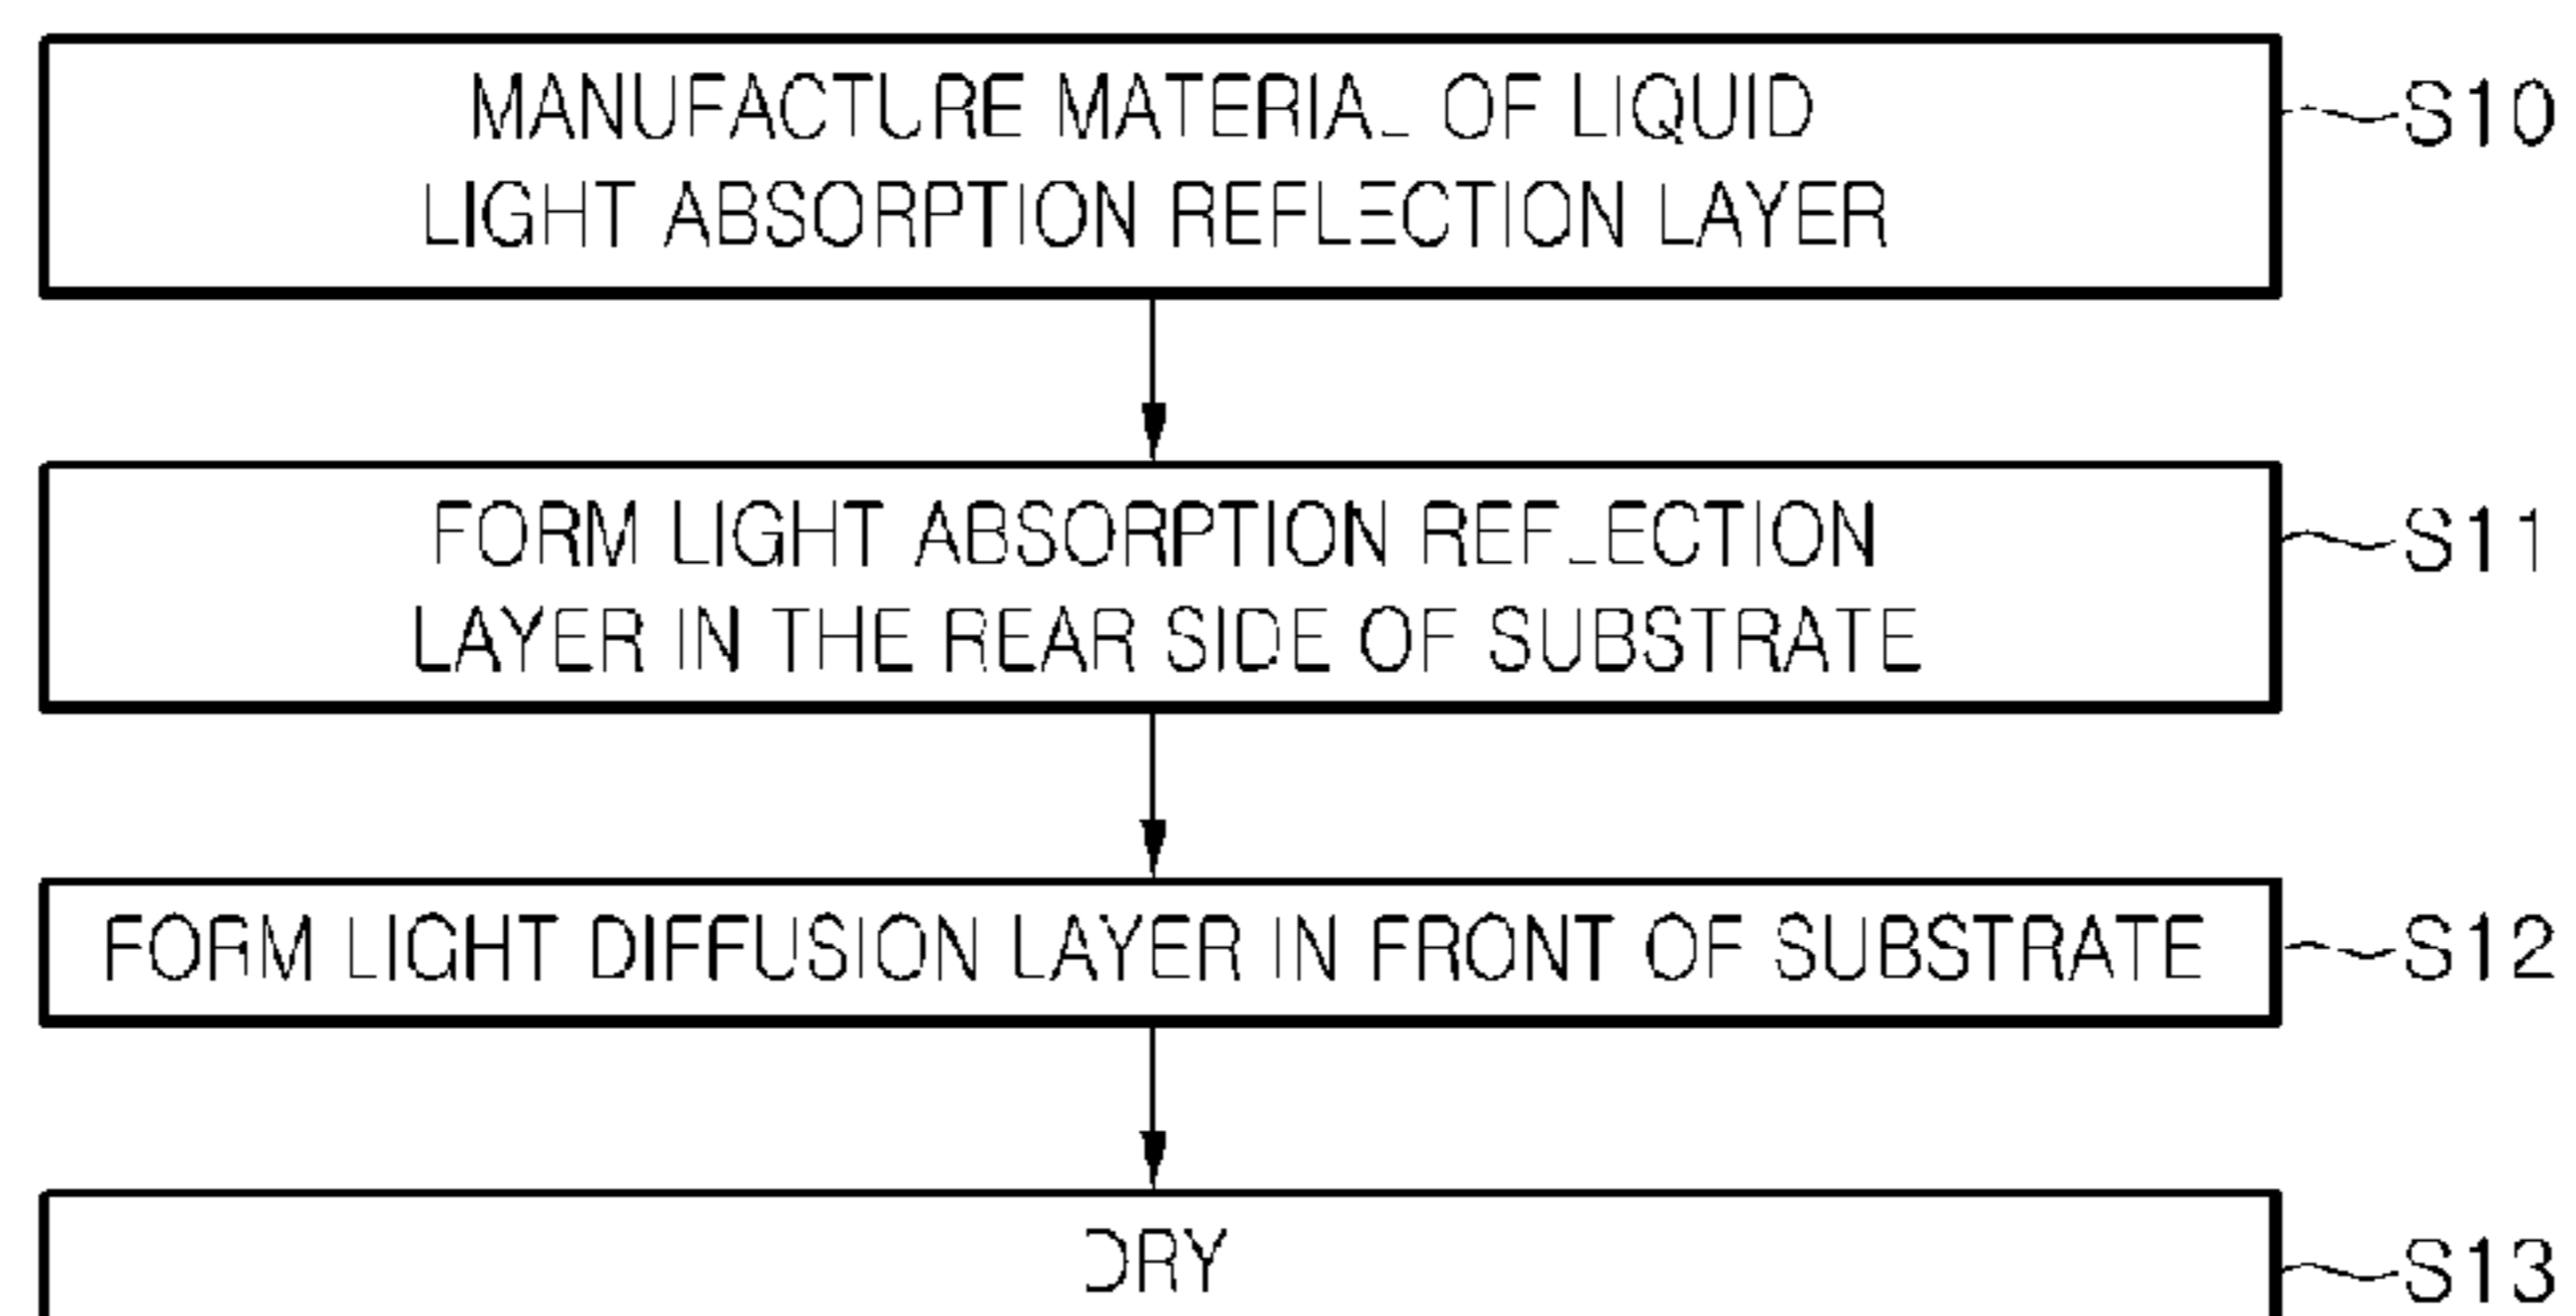 MANUFACTURE MATERIAL OF LIQUID
LIGHT ABSORPTION REFLECTION LAYER
S10
FORM LIGHT ABSORPTION REFLECTION
LAYER IN THE REAR SIDE OF SUBSTRATE
S11
FORM LIGHT DIFFUSION LAYER IN FRONT OF SUBSTRATE
S12
DRY
S13